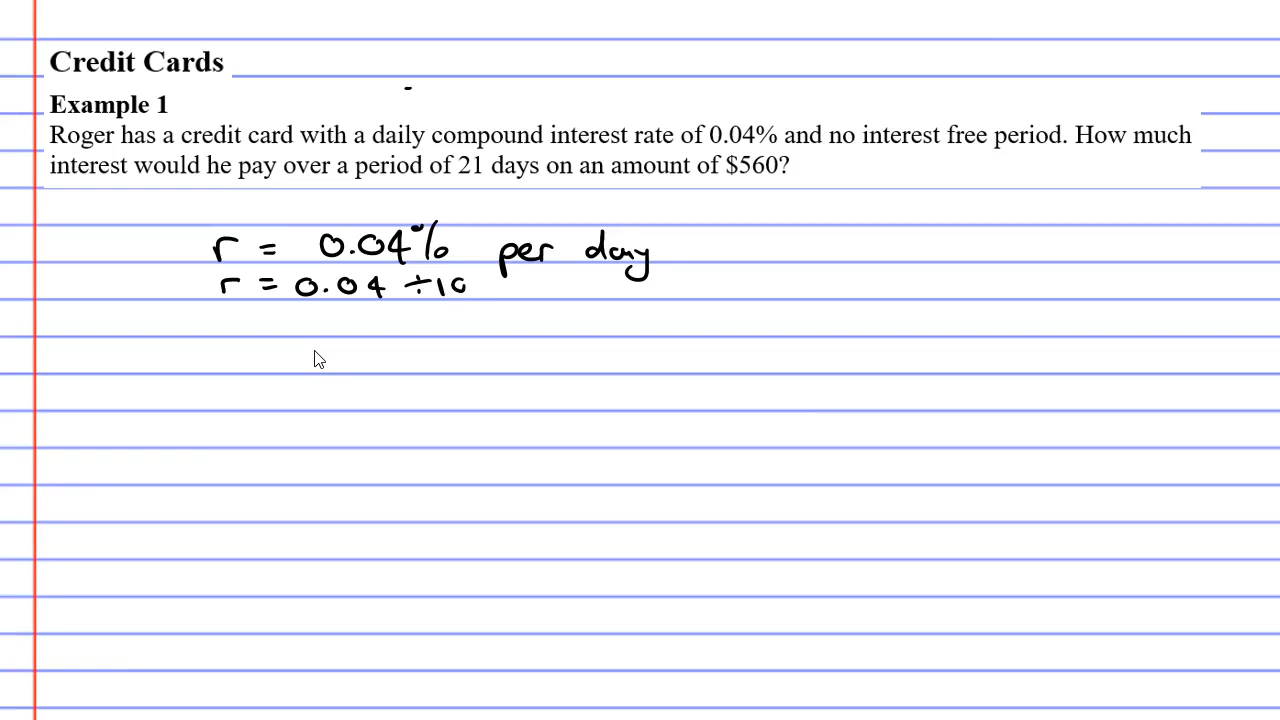 Credit Cards
Example 1
Roger has a credit card with a daily compound interest rate of 0.04% and no interest free period. How much
interest would he pay over a period of 21 days on an amount of $560?
r = 0.04% per day
r = 0.04 ÷10